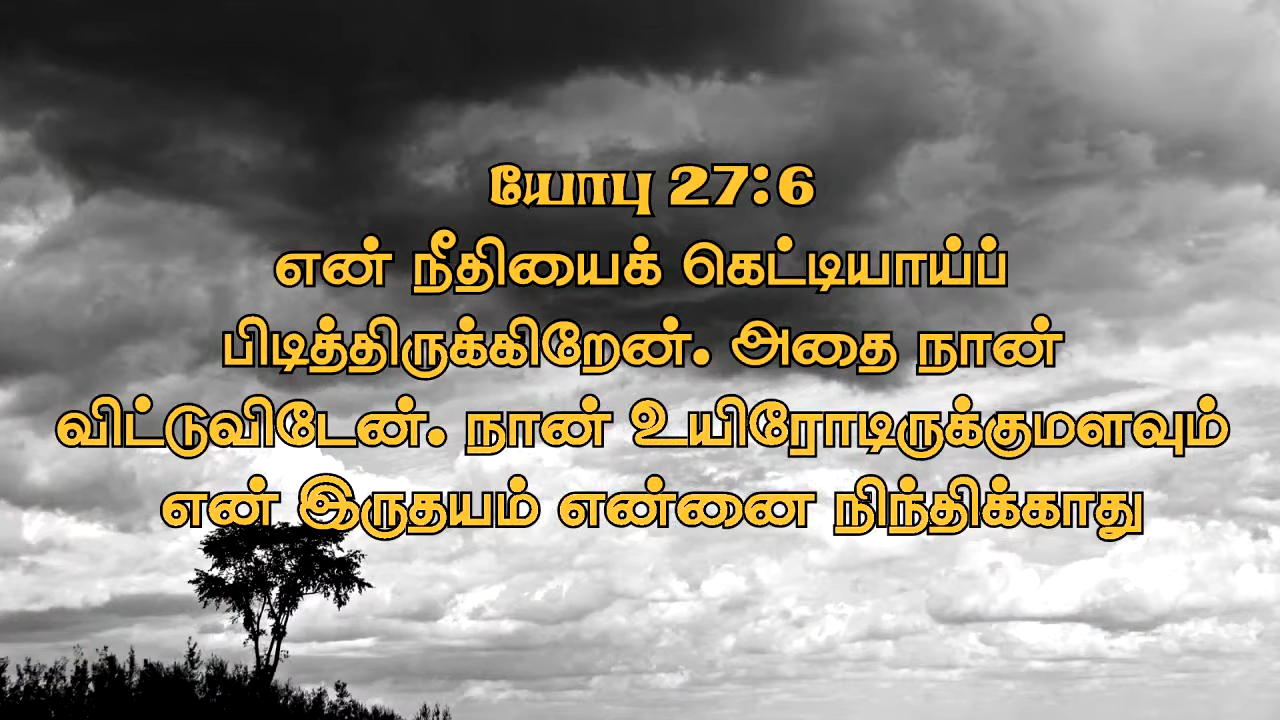 யோபு 27:6
என் நீதியைக் கெட்டியாய்ப்
பிடித்திருக்கிறேன். அதை நான்
விட்டுவிடேன். நான் உயிரோடிருக்குமளவும்
என் இருதயம் என்னை நிந்திக்காது